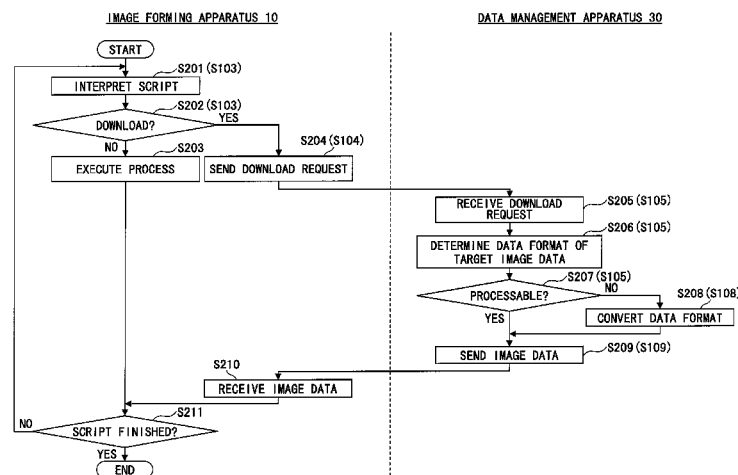 IMAGE FORMING APPARATUS 10
DATA MANAGEMENT APPARATUS 30
START
S201(S103)
INTERPRET SCRIPT
S202(S103)
DOWNLOAD?
YES
NO
S203
S204(S104)
EXECUTE PROCESS
SEND DOWNLOAD REQUEST
RECEIVE DOWNLOAD
REQUEST
S205(S105)
S206(S105)
DETERMINE DATA FORMAT OF
TARGET IMAGE DATA
S207(S105)
PROCESSABLE?
NO
S208(S108)
YES
CONVERT DATA FORMAT
SEND IMAGE DATA
S209(S109)
S210
RECEIVE IMAGE DATA
S211
NO
SCRIPT FINISHED?
YES
END